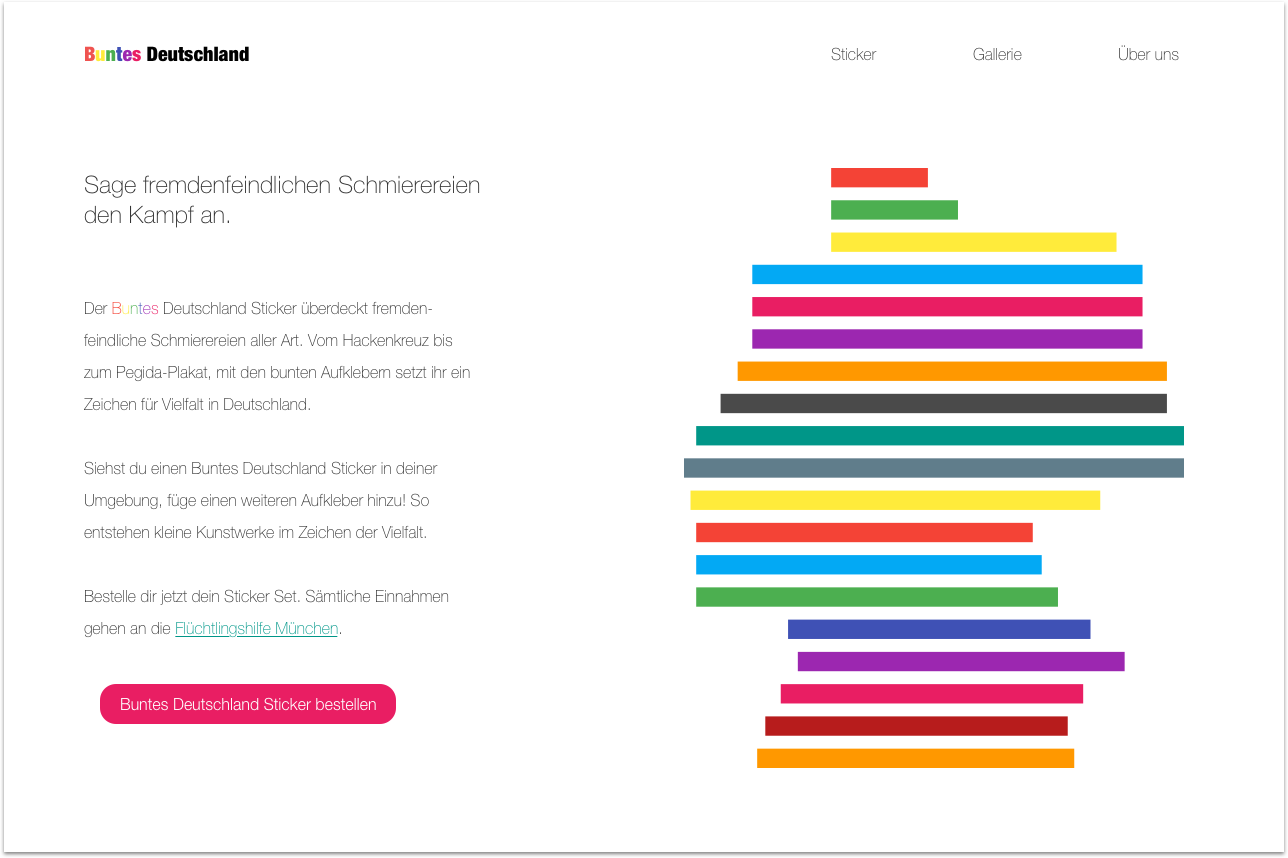 Buntes Deutschland
Sticker
Gallerie
Über uns
Sage fremdenfeindlichen Schmierereien
den Kampf an.
Der Buntes Deutschland Sticker überdeckt fremden-
feindliche Schmierereien aller Art. Vom Hackenkreuz bis
zum Pegida-Plakat, mit den bunten Aufklebern setzt ihr ein
Zeichen für Vielfalt in Deutschland.
Siehst du einen Buntes Deutschland Sticker in deiner
Umgebung, füge einen weiteren Aufkleber hinzu! So
entstehen kleine Kunstwerke im Zeichen der Vielfalt.
Bestelle dir jetzt dein Sticker Set. Sämtliche Einnahmen
gehen an die Flüchtlingshilfe München.
Buntes Deutschland Sticker bestellen